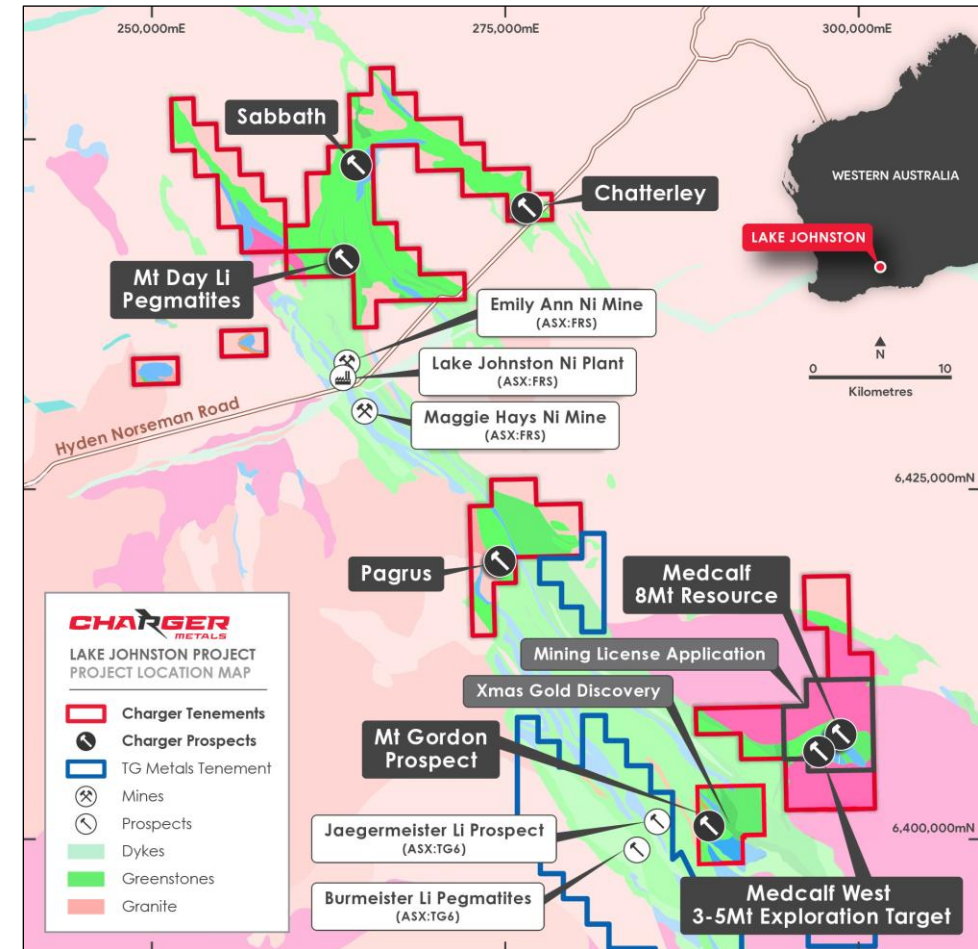 250,000mE
275,000mE
300,000mE
Sabbath
Chatterley
WESTERN AUSTRALIA
LAKE JOHNSTON
Mt Day Li
Pegmatites
Emily Ann Ni Mine
(ASX:FRS)
Lake Johnston Ni Plant
(ASX:FRS)
Maggie Hays Ni Mine
(ASX:FRS)
N
0
10
Kilometres
Hyden Norseman Road
6,425,000mN
Pagrus
Medcalf
8Mt Resource
Mining License Application
Xmas Gold Discovery
Mt Gordon
Prospect
Jaegermeister Li Prospect
(ASX:TG6)
Burmeister Li Pegmatites
(ASX:TG6)
6,400,000mN
Medcalf West
3-5Mt Exploration Target
CHARGER
METALS
LAKE JOHNSTON PROJECT
PROJECT LOCATION MAP
Charger Tenements
Charger Prospects
TG Metals Tenement
Mines
Prospects
Dykes
Greenstones
Granite